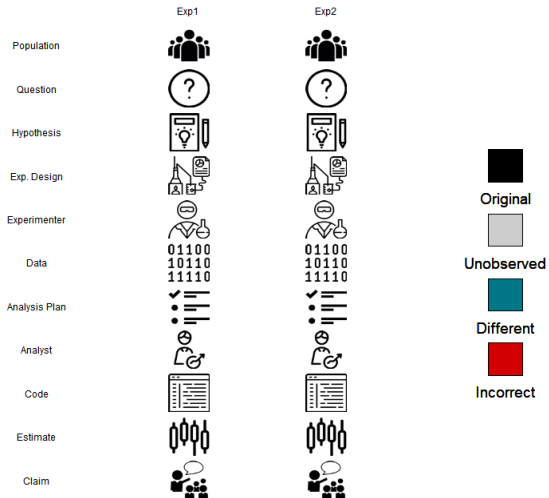 Exp1 Exp2
Population
Question
?
?
Hypothesis
Exp. Design
Experimenter
Data
01100 01100
10110 10110
11110 11110
Analysis Plan
Analyst
Code
Estimate
Claim
Original
Unobserved
Different
Incorrect